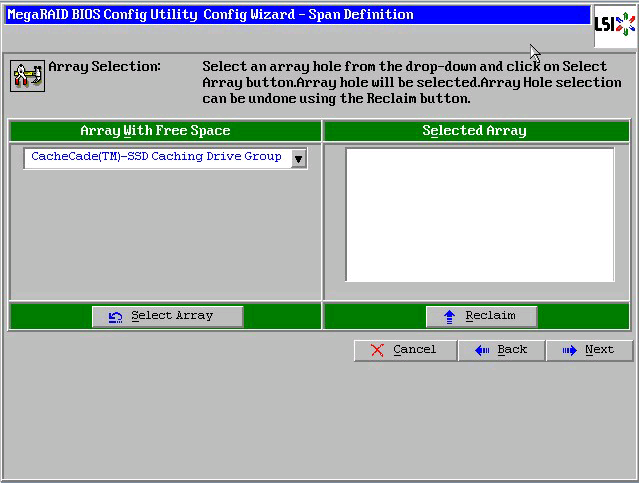 MegaRAID BIOS Config Utility Config Wizard - Span Definition
LSI
Array Selection:
Select an array hole from the drop-down and click on Select
Array button.Array hole will be selected.Array Hole selection
can be undone using the Reclaim button.
Array With Free Space
Selected Array
CacheCade(TM)-SSD Caching Drive Group
Select Array
Reclaim
Cancel
Back
Next